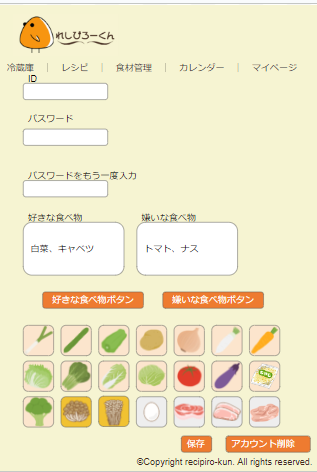 れしぴろーくん
冷蔵庫 | レシピ | 食材管理 | カレンダー | マイページ
ID
パスワード
パスワードをもう一度入力
好きな食べ物 嫌いな食べ物
白菜、キャベツ トマト、ナス
好きな食べ物ボタン 嫌いな食べ物ボタン
保存 アカウント削除
©Copyright recipiro-kun. All rights reserved.